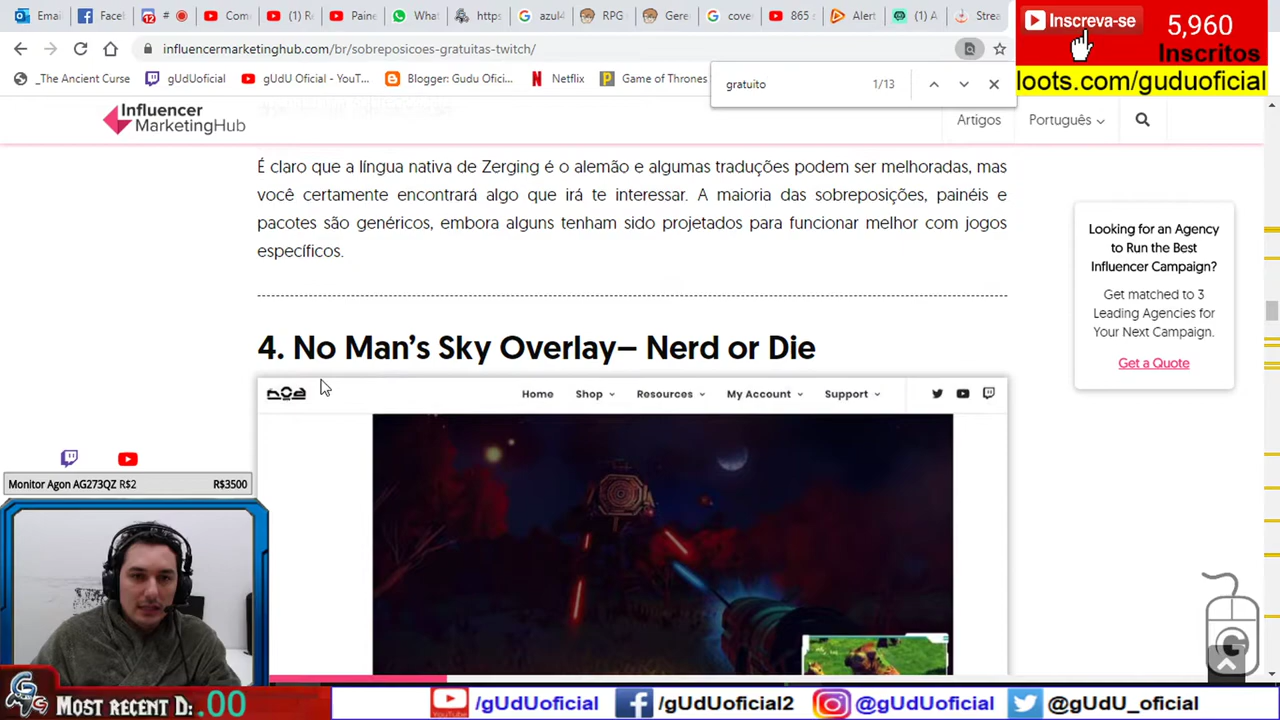 Emai
Facel
12
#
Com
(1) R
Paine
What
https
azul4
RPG
Gere
cove
865
Alert
(1) A
Strea
Inscreva-se
5,960
Inscritos
loots.com/guduoficial
influencermarketinghub.com/br/sobreposicoes-gratuitas-twitch/
_The Ancient Curse
gUdUoficial
gUdU Oficial - YouT...
Blogger: Gudu Ofici...
Netflix
Game of Thrones
gratuito
1/13
Influencer
MarketingHub
Artigos
Português
É claro que a língua nativa de Zerging é o alemão e algumas traduções podem ser melhoradas, mas
você certamente encontrará algo que irá te interessar. A maioria das sobreposições, painéis e
pacotes são genéricos, embora alguns tenham sido projetados para funcionar melhor com jogos
específicos.
Looking for an Agency
to Run the Best
Influencer Campaign?
Get matched to 3
Leading Agencies for
Your Next Campaign.
Get a Quote
4. No Man's Sky Overlay– Nerd or Die
Home
Shop
Resources
My Account
Support
Monitor Agon AG273QZ R$2
R$3500
Most recent D: .00
/gUdUoficial
/gUdUoficial2
@gUdUoficial
@gUdU_oficial